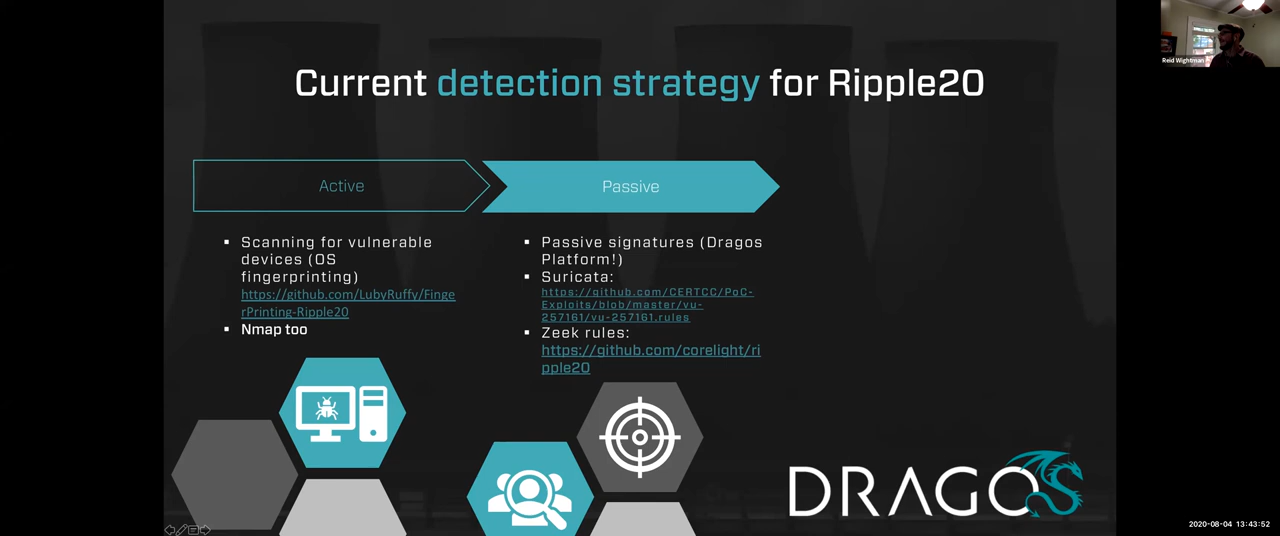 Current detection strategy for Ripple20
Reid Wightman
Active
Passive
▪ Scanning for vulnerable
devices (OS
fingerprinting)
https://github.com/LubyRuffy/Finge
rPrinting-Ripple20
▪ Nmap too
▪ Passive signatures (Dragos
Platform!)
▪ Suricata:
https://github.com/CERTCC/PoC-
Exploits/blob/master/vu-
257161/vu-257161.rules
▪ Zeek rules:
https://github.com/corelight/ri
pple20
DRAGOS
2020-08-04 13:43:52